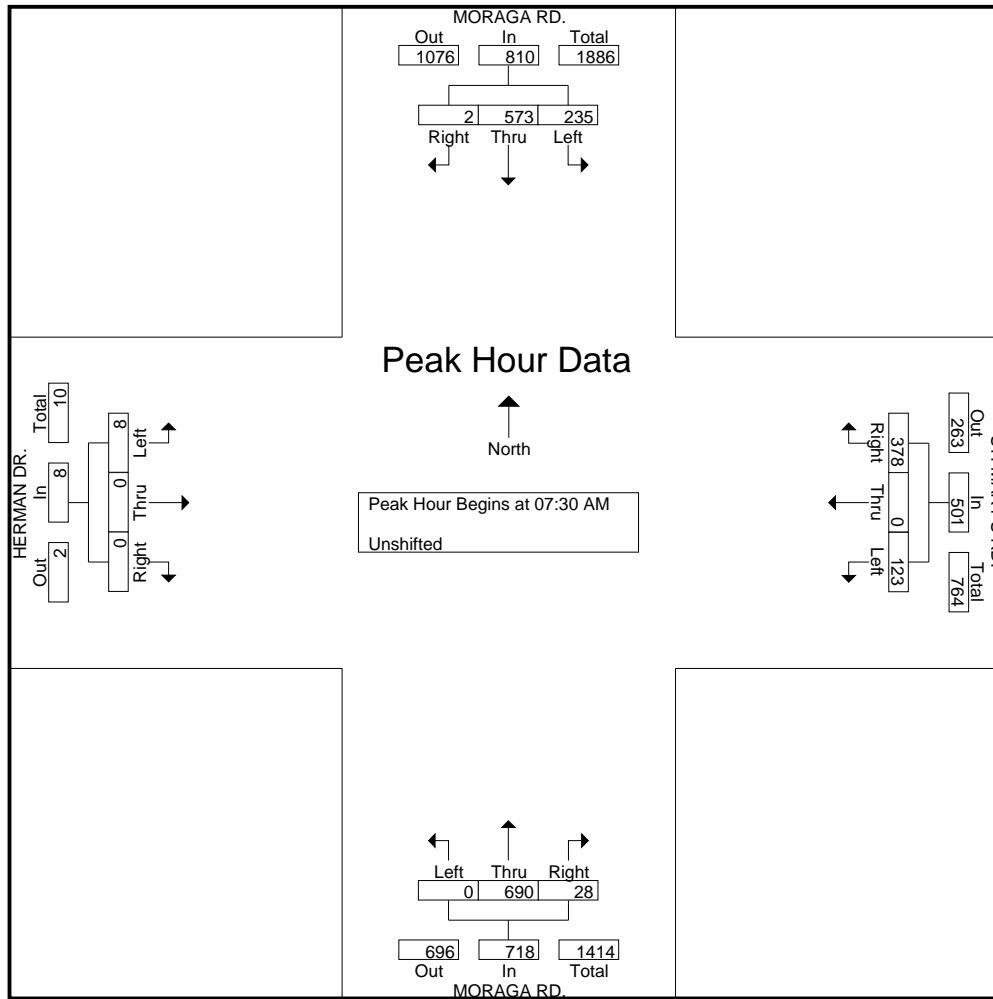 MORAGA RD.
Out In Total
1076 810 1886
2 573 235
Right Thru Left
Peak Hour Data
North
Peak Hour Begins at 07:30 AM
Unshifted
HERMAN DR.
Out In Total
2 8 10
Right Thru Left
0 0 8
Out In Total
263 501 764
Right Thru Left
378 0 123
Left Thru Right
0 690 28
696 718 1414
Out In Total
MORAGA RD.